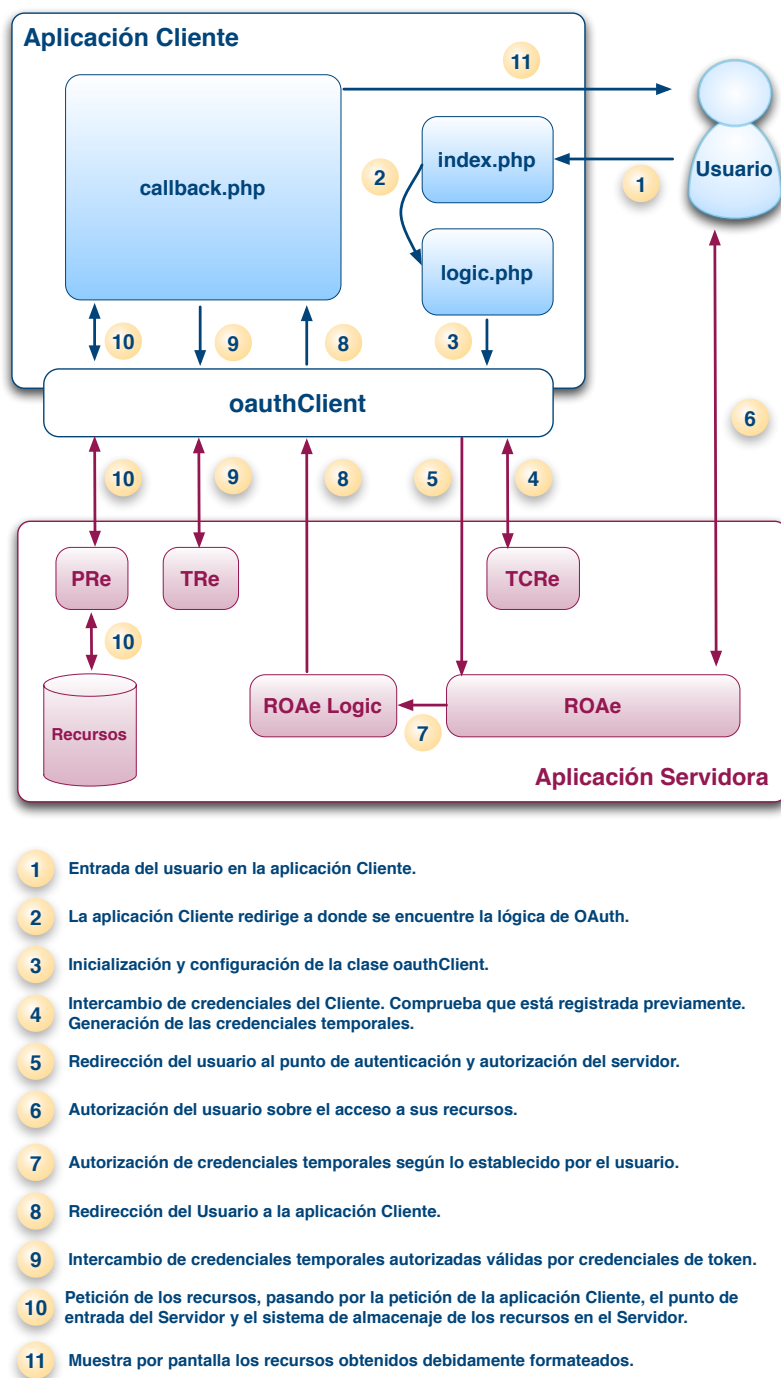 Aplicación Cliente
11
callback.php
index.php
2
1
Usuario
logic.php
10
9
8
3
oauthClient
6
10
9
8
5
4
PRe
TRe
TCRe
10
Recursos
ROAe Logic
7
ROAe
Aplicación Servidora
1 Entrada del usuario en la aplicación Cliente.
2 La aplicación Cliente redirige a donde se encuentre la lógica de OAuth.
3 Inicialización y configuración de la clase oauthClient.
4 Intercambio de credenciales del Cliente. Comprueba que está registrada previamente.
Generación de las credenciales temporales.
5 Redirección del usuario al punto de autenticación y autorización del servidor.
6 Autorización del usuario sobre el acceso a sus recursos.
7 Autorización de credenciales temporales según lo establecido por el usuario.
8 Redirección del Usuario a la aplicación Cliente.
9 Intercambio de credenciales temporales autorizadas válidas por credenciales de token.
10 Petición de los recursos, pasando por la petición de la aplicación Cliente, el punto de
entrada del Servidor y el sistema de almacenaje de los recursos en el Servidor.
11 Muestra por pantalla los recursos obtenidos debidamente formateados.